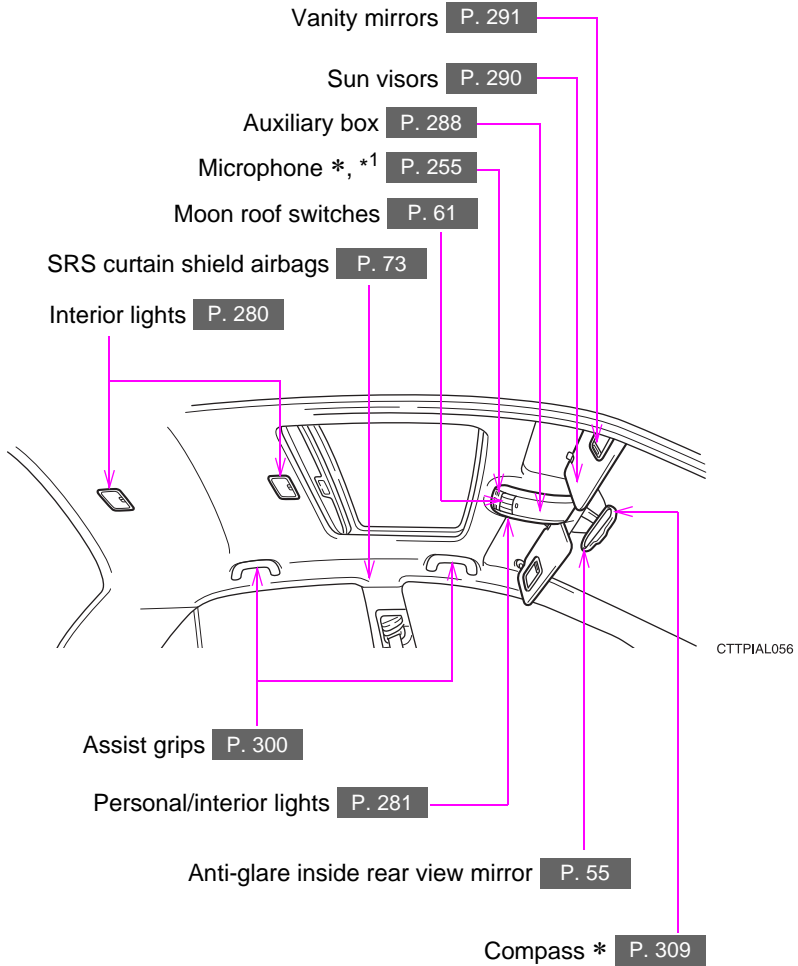 Vanity mirrors P. 291
Sun visors P. 290
Auxiliary box P. 288
Microphone *, *1 P. 255
Moon roof switches P. 61
SRS curtain shield airbags P. 73
Interior lights P. 280
CTTPIAL056
Assist grips P. 300
Personal/interior lights P. 281
Anti-glare inside rear view mirror P. 55
Compass * P. 309